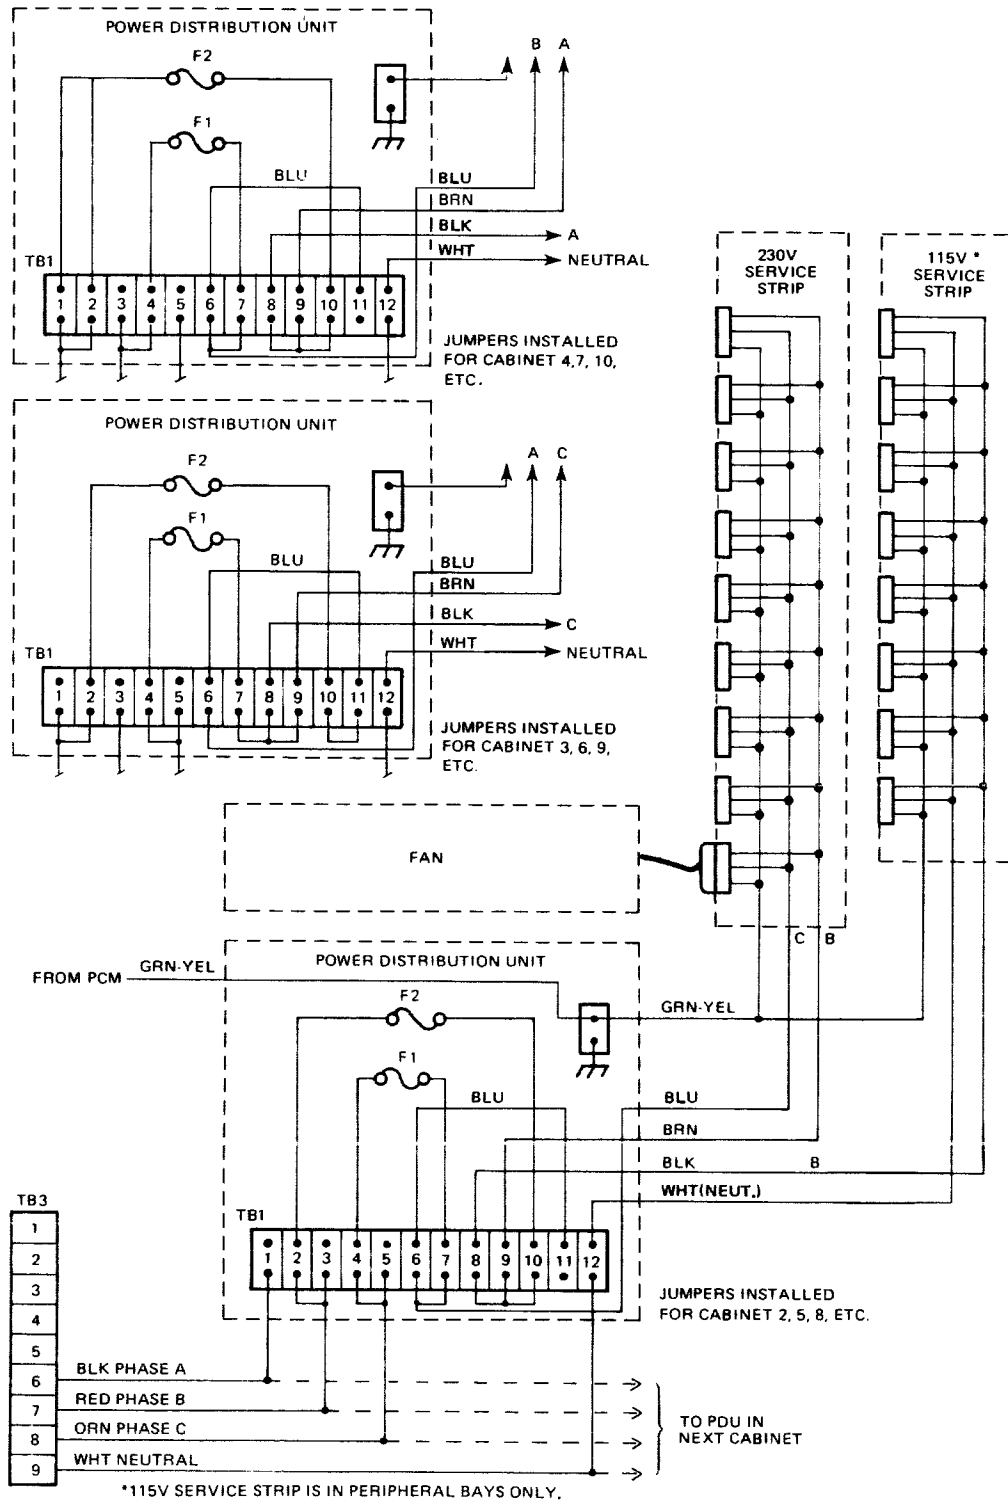 POWER DISTRIBUTION UNIT
F2
F1
B A
BLU
BLU
BRN
BLK
A
WHT
NEUTRAL
TB1
1 2 3 4 5 6 7 8 9 10 11 12
JUMPERS INSTALLED
FOR CABINET 4,7, 10,
ETC.
POWER DISTRIBUTION UNIT
F2
F1
A C
BLU
BLU
BRN
BLK
C
WHT
NEUTRAL
TB1
1 2 3 4 5 6 7 8 9 10 11 12
JUMPERS INSTALLED
FOR CABINET 3, 6, 9,
ETC.
230V
SERVICE
STRIP
115V *
SERVICE
STRIP
FAN
C B
FROM PCM
GRN-YEL
POWER DISTRIBUTION UNIT
F2
F1
GRN-YEL
BLU
BLU
BRN
BLK
B
WHT(NEUT.)
TB1
1 2 3 4 5 6 7 8 9 10 11 12
JUMPERS INSTALLED
FOR CABINET 2, 5, 8, ETC.
TB3
1
2
3
4
5
6
7
8
9
BLK PHASE A
RED PHASE B
ORN PHASE C
WHT NEUTRAL
TO PDU IN
NEXT CABINET
*115V SERVICE STRIP IS IN PERIPHERAL BAYS ONLY.